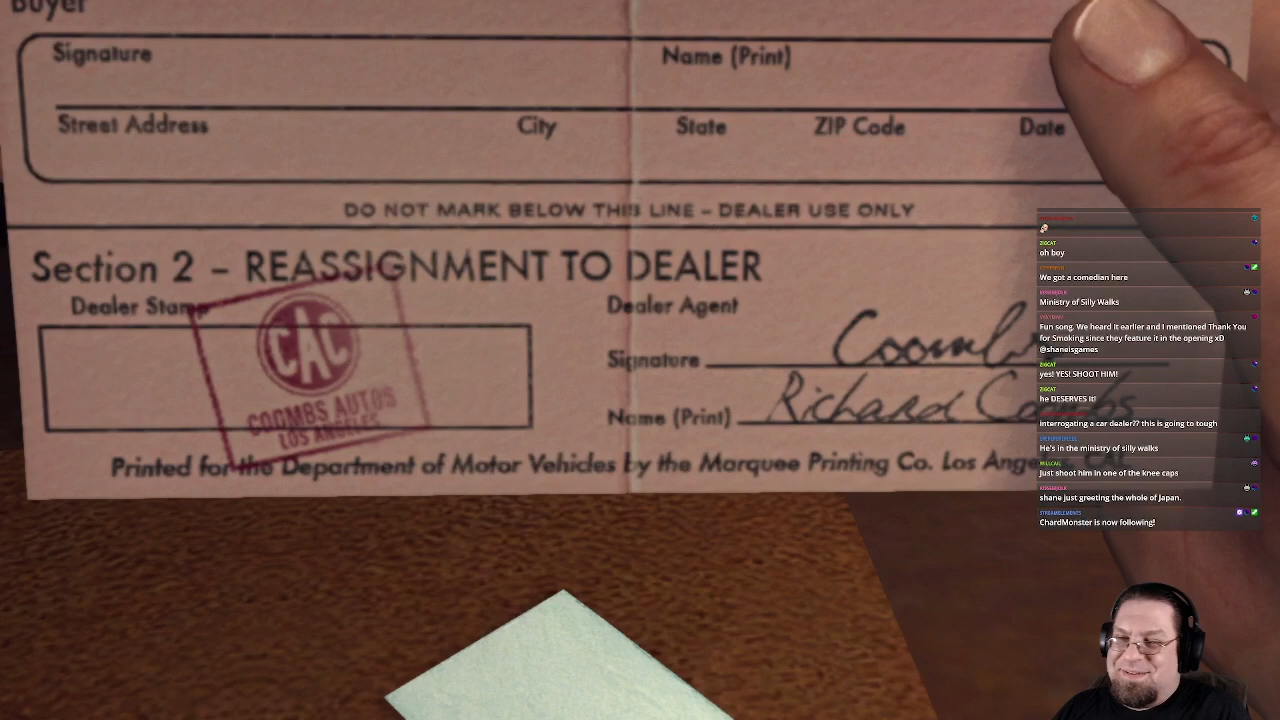 Buyer
Signature
Name (Print)
Street Address
City
State
ZIP Code
Date
DO NOT MARK BELOW THIS LINE – DEALER USE ONLY
Section 2 – REASSIGNMENT TO DEALER
Dealer Stamp
Dealer Agent
CAC
COOMBS AUTOS
LOS ANGELES
Signature
Name (Print)
Richard Coombs
Printed for the Department of Motor Vehicles by the Marquee Printing Co. Los
ZIGCAT
oh boy
We got a comedian here
Ministry of Silly Walks
Fun song. We heard it earlier and I mentioned Thank You
for Smoking since they feature it in the opening xD
@shaneisgames
ZIGCAT
yes! YES! SHOOT HIM!
ZIGCAT
he DESERVES it!
interrogating a car dealer?? this is going to tough
He's in the ministry of silly walks
Just shoot him in one of the knee caps
shane just greeting the whole of Japan.
STREAMELEMENTS
ChardMonster is now following!